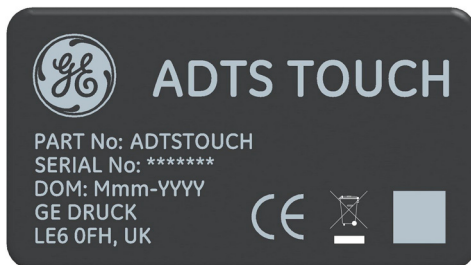 GE
ADTS TOUCH
PART No: ADTSTOUCH
SERIAL No: *******
DOM: Mmm-YYYY
GE DRUCK
LE6 0FH, UK
CE